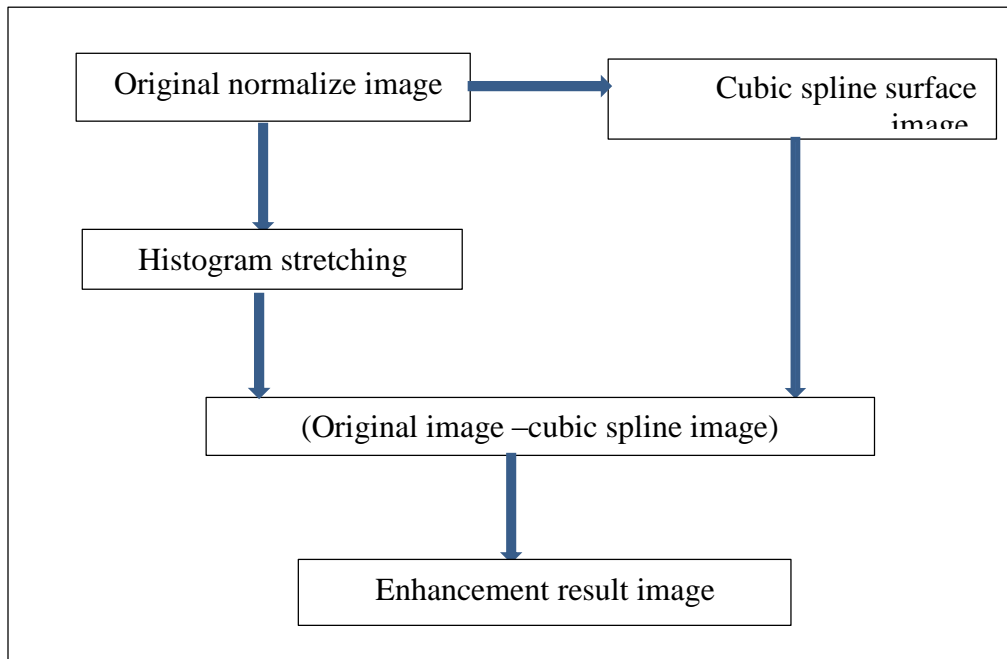 Original normalize image
Cubic spline surface
image
Histogram stretching
(Original image –cubic spline image)
Enhancement result image